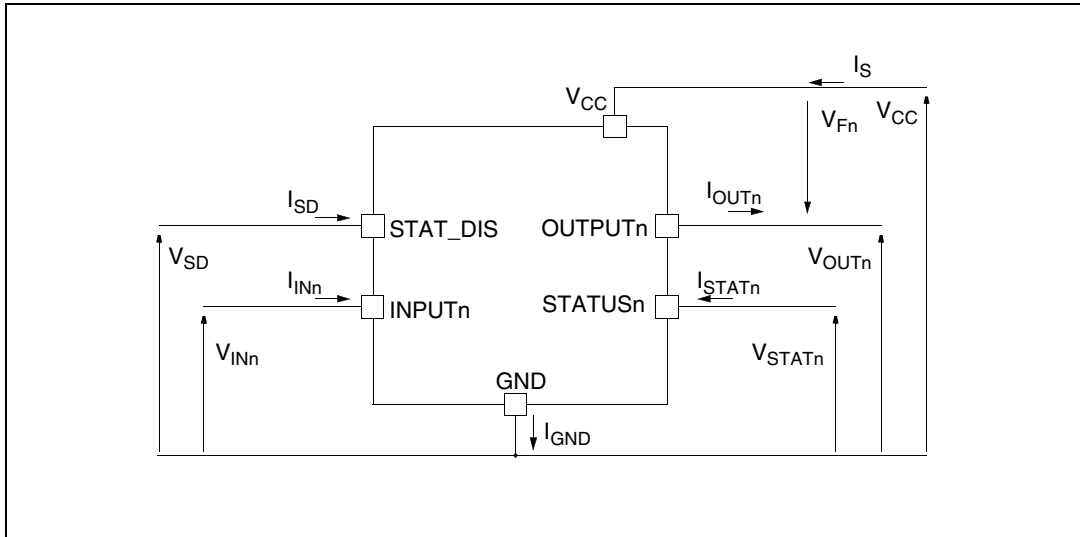 I_S
V_CC
V_Fn
V_CC
I_SD
I_OUTn
STAT_DIS
OUTPUTn
V_SD
V_OUTn
I_INn
I_STATn
INPUTn
STATUSn
V_INn
V_STATn
GND
I_GND